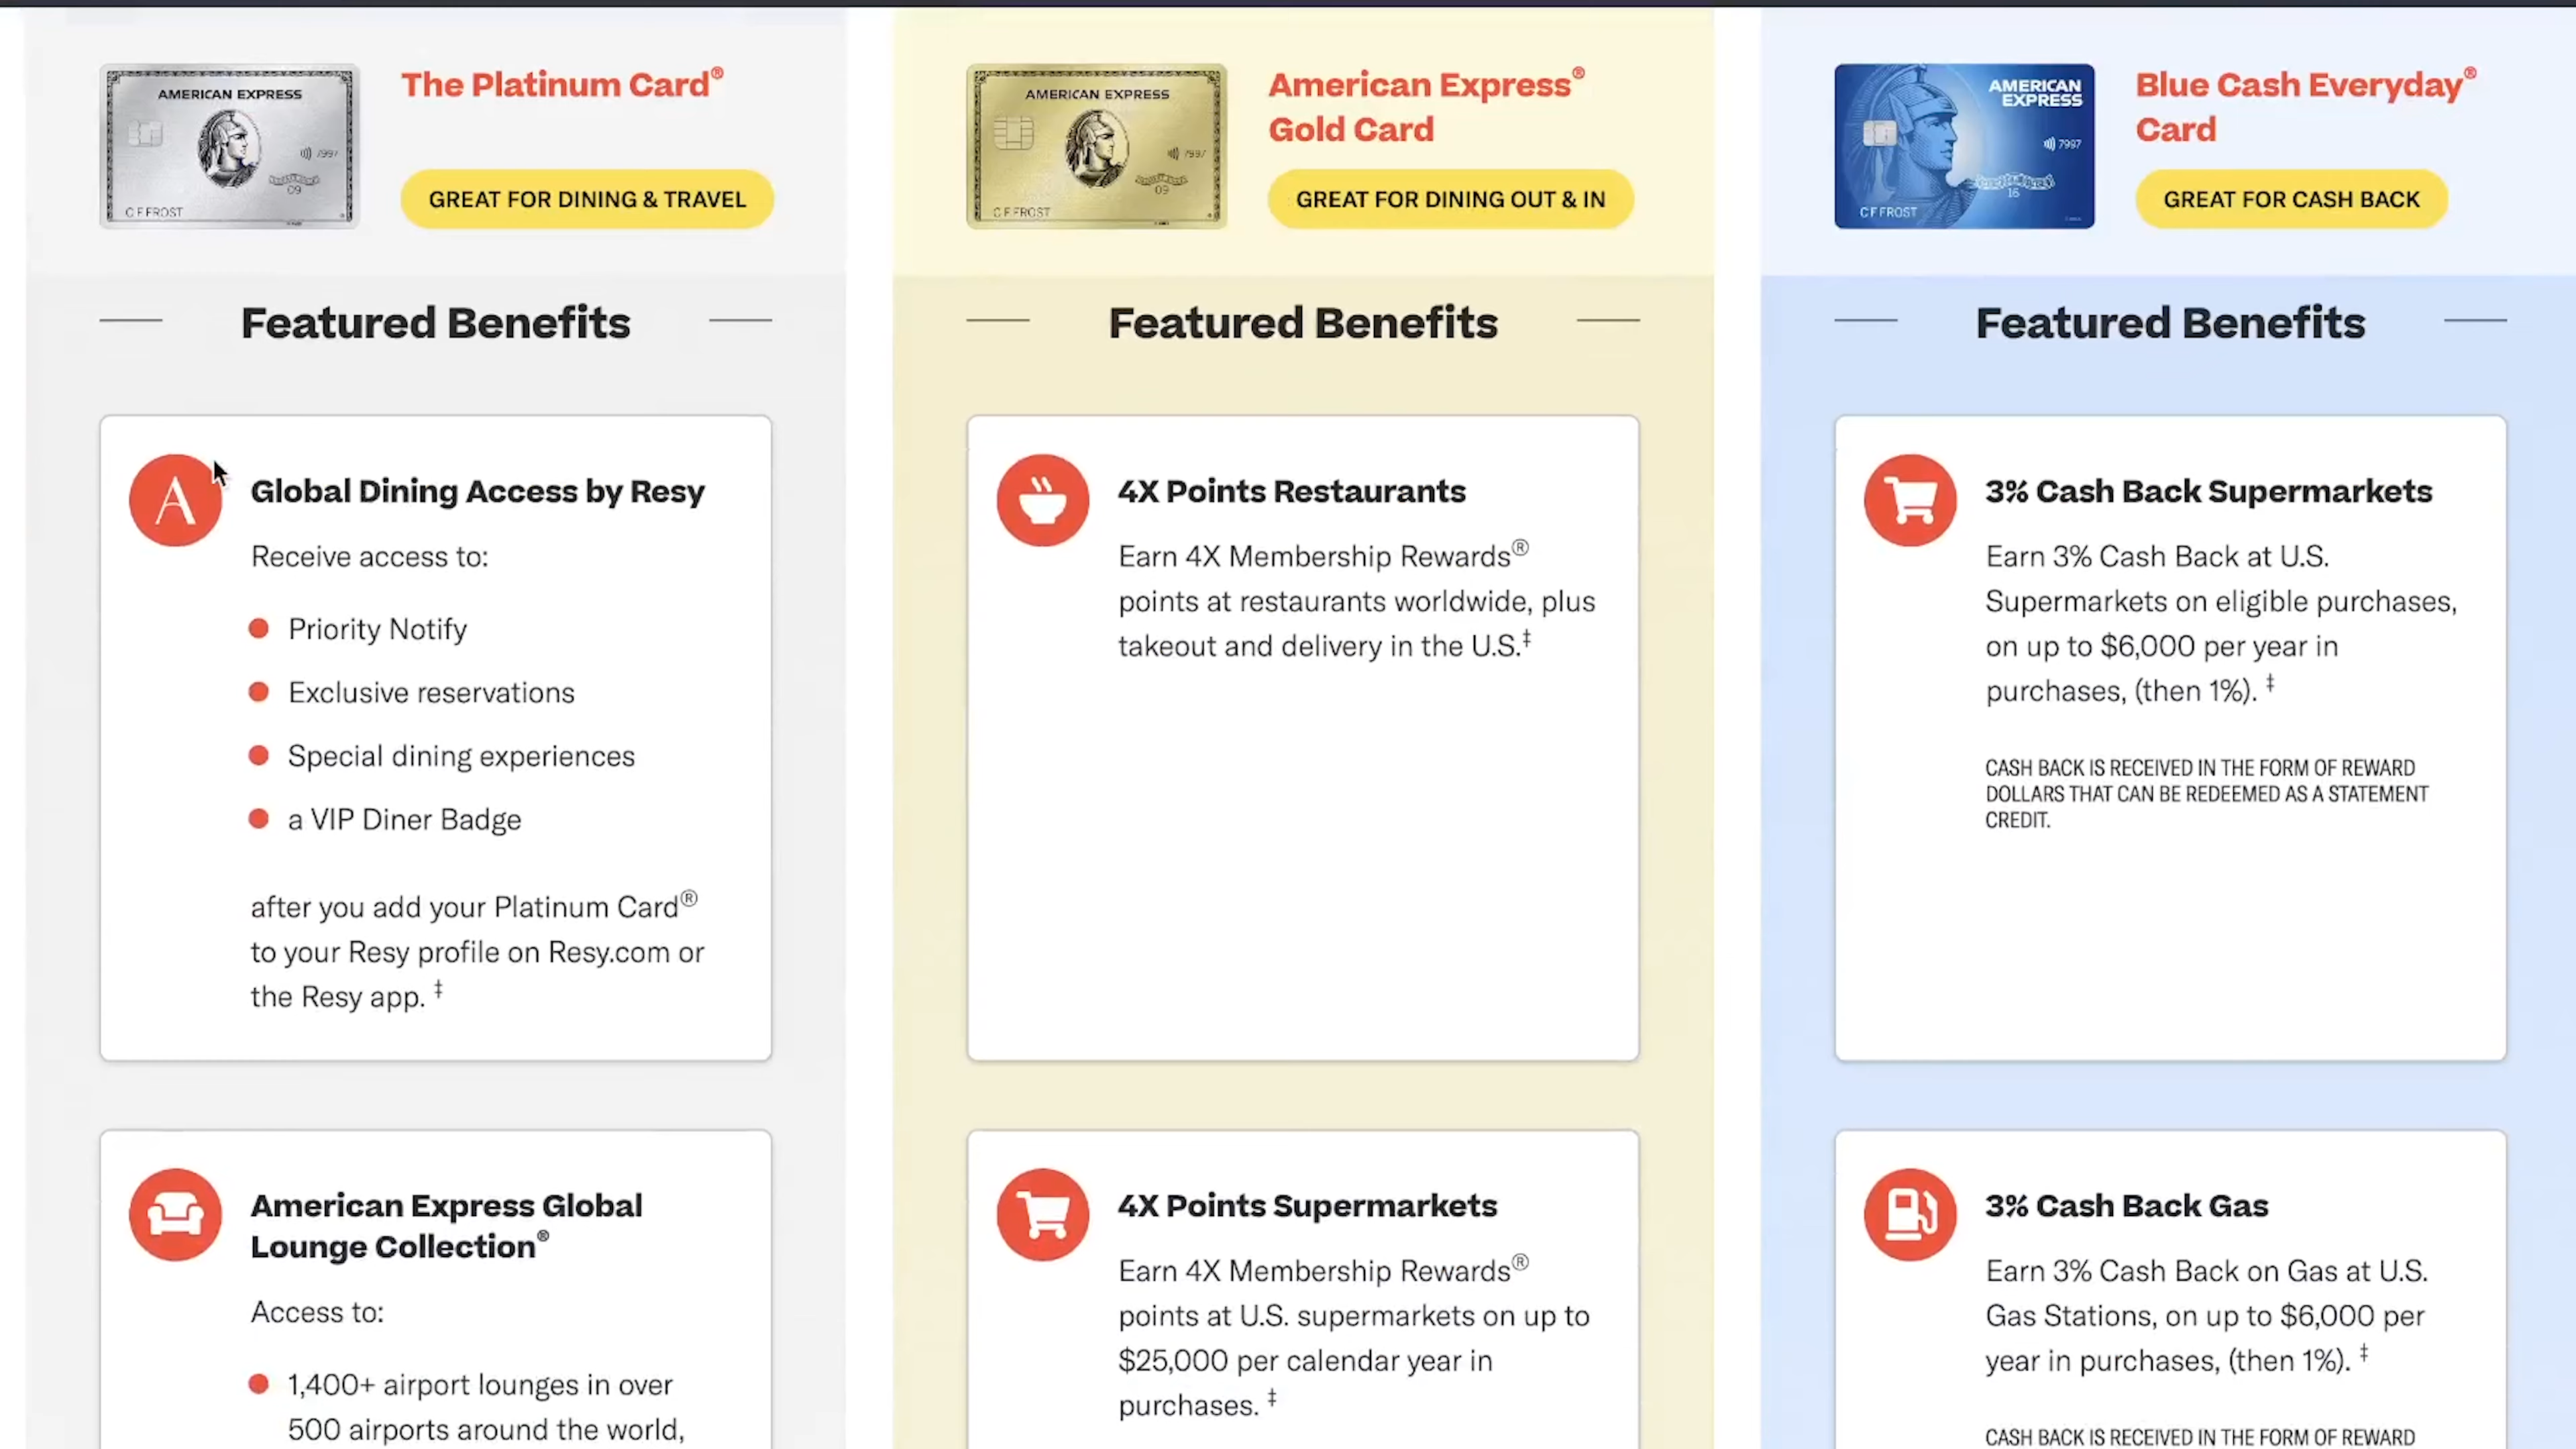 AMERICAN EXPRESS
7997
09
C F FROST
The Platinum Card®
GREAT FOR DINING & TRAVEL
Featured Benefits
Global Dining Access by Resy
Receive access to:
Priority Notify
Exclusive reservations
Special dining experiences
a VIP Diner Badge
after you add your Platinum Card®
to your Resy profile on Resy.com or
the Resy app. ‡
American Express Global
Lounge Collection®
Access to:
1,400+ airport lounges in over
500 airports around the world,
AMERICAN EXPRESS
7997
09
C F FROST
American Express®
Gold Card
GREAT FOR DINING OUT & IN
Featured Benefits
4X Points Restaurants
Earn 4X Membership Rewards®
points at restaurants worldwide, plus
takeout and delivery in the U.S.‡
4X Points Supermarkets
Earn 4X Membership Rewards®
points at U.S. supermarkets on up to
$25,000 per calendar year in
purchases. ‡
AMERICAN
EXPRESS
7997
16
C F FROST
Blue Cash Everyday®
Card
GREAT FOR CASH BACK
Featured Benefits
3% Cash Back Supermarkets
Earn 3% Cash Back at U.S.
Supermarkets on eligible purchases,
on up to $6,000 per year in
purchases, (then 1%). ‡
CASH BACK IS RECEIVED IN THE FORM OF REWARD
DOLLARS THAT CAN BE REDEEMED AS A STATEMENT
CREDIT.
3% Cash Back Gas
Earn 3% Cash Back on Gas at U.S.
Gas Stations, on up to $6,000 per
year in purchases, (then 1%). ‡
CASH BACK IS RECEIVED IN THE FORM OF REWARD